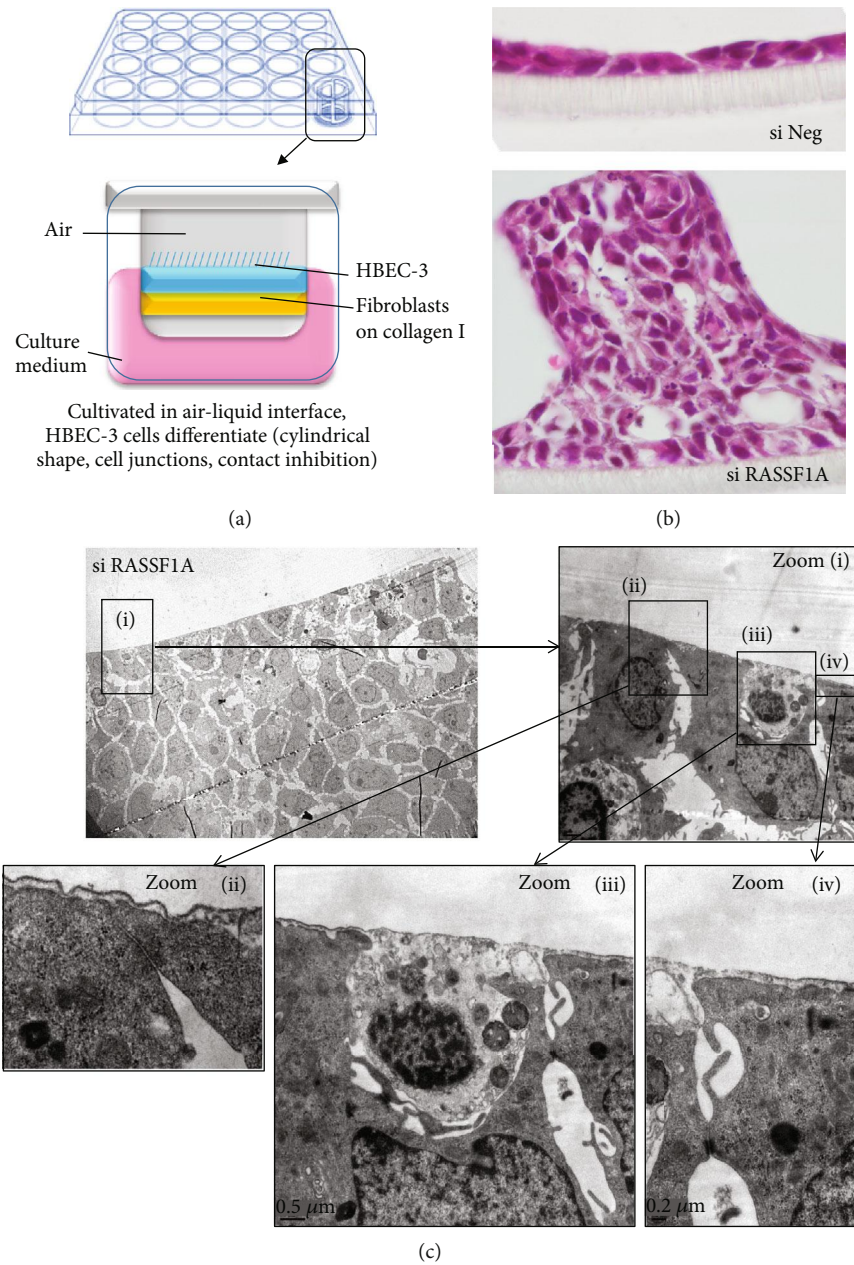 Air
HBEC-3
Fibroblasts
on collagen I
Culture
medium
Cultivated in air-liquid interface,
HBEC-3 cells differentiate (cylindrical
shape, cell junctions, contact inhibition)
(a)
si Neg
si RASSF1A
(b)
si RASSF1A
(i)
Zoom (i)
(ii)
(iii)
(iv)
Zoom (ii)
Zoom (iii)
0.5 μm
Zoom (iv)
0.2 μm
(c)